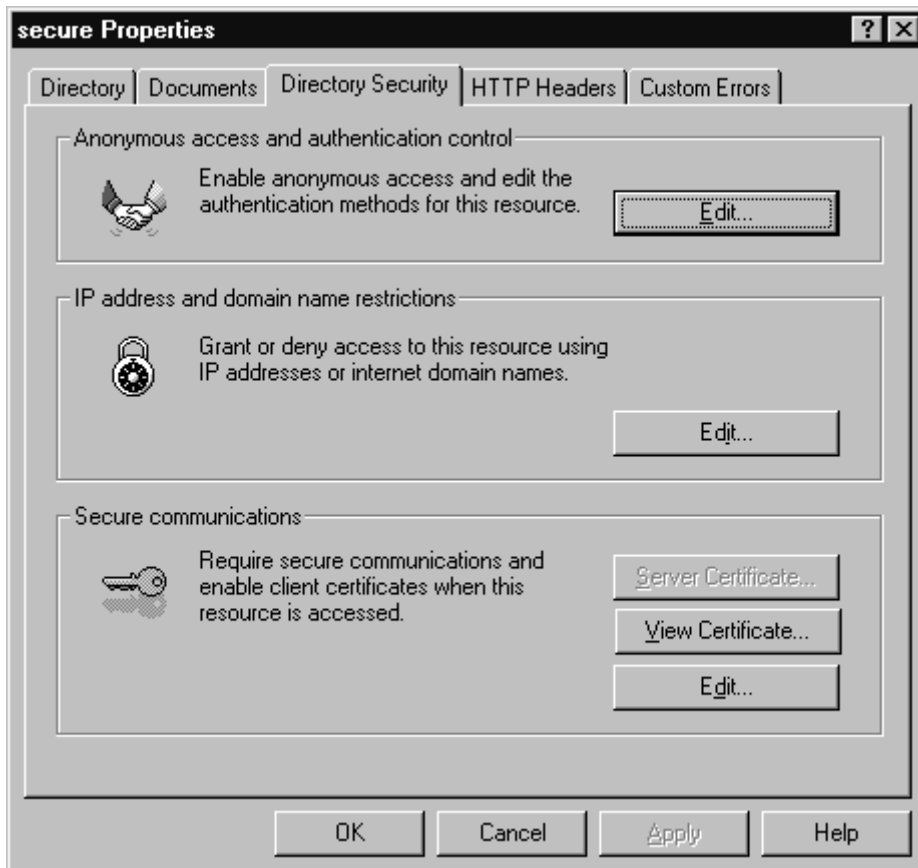 secure Properties
Directory
Documents
Directory Security
HTTP Headers
Custom Errors
Anonymous access and authentication control
Enable anonymous access and edit the
authentication methods for this resource.
Edit...
IP address and domain name restrictions
Grant or deny access to this resource using
IP addresses or internet domain names.
Edit...
Secure communications
Require secure communications and
enable client certificates when this
resource is accessed.
Server Certificate...
View Certificate...
Edit...
OK
Cancel
Apply
Help